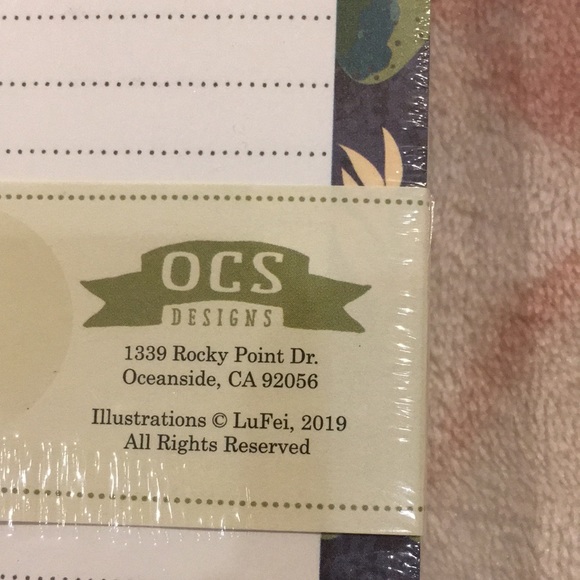 OCS
DESIGNS
1339 Rocky Point Dr.
Oceanside, CA 92056
Illustrations © LuFei, 2019
All Rights Reserved